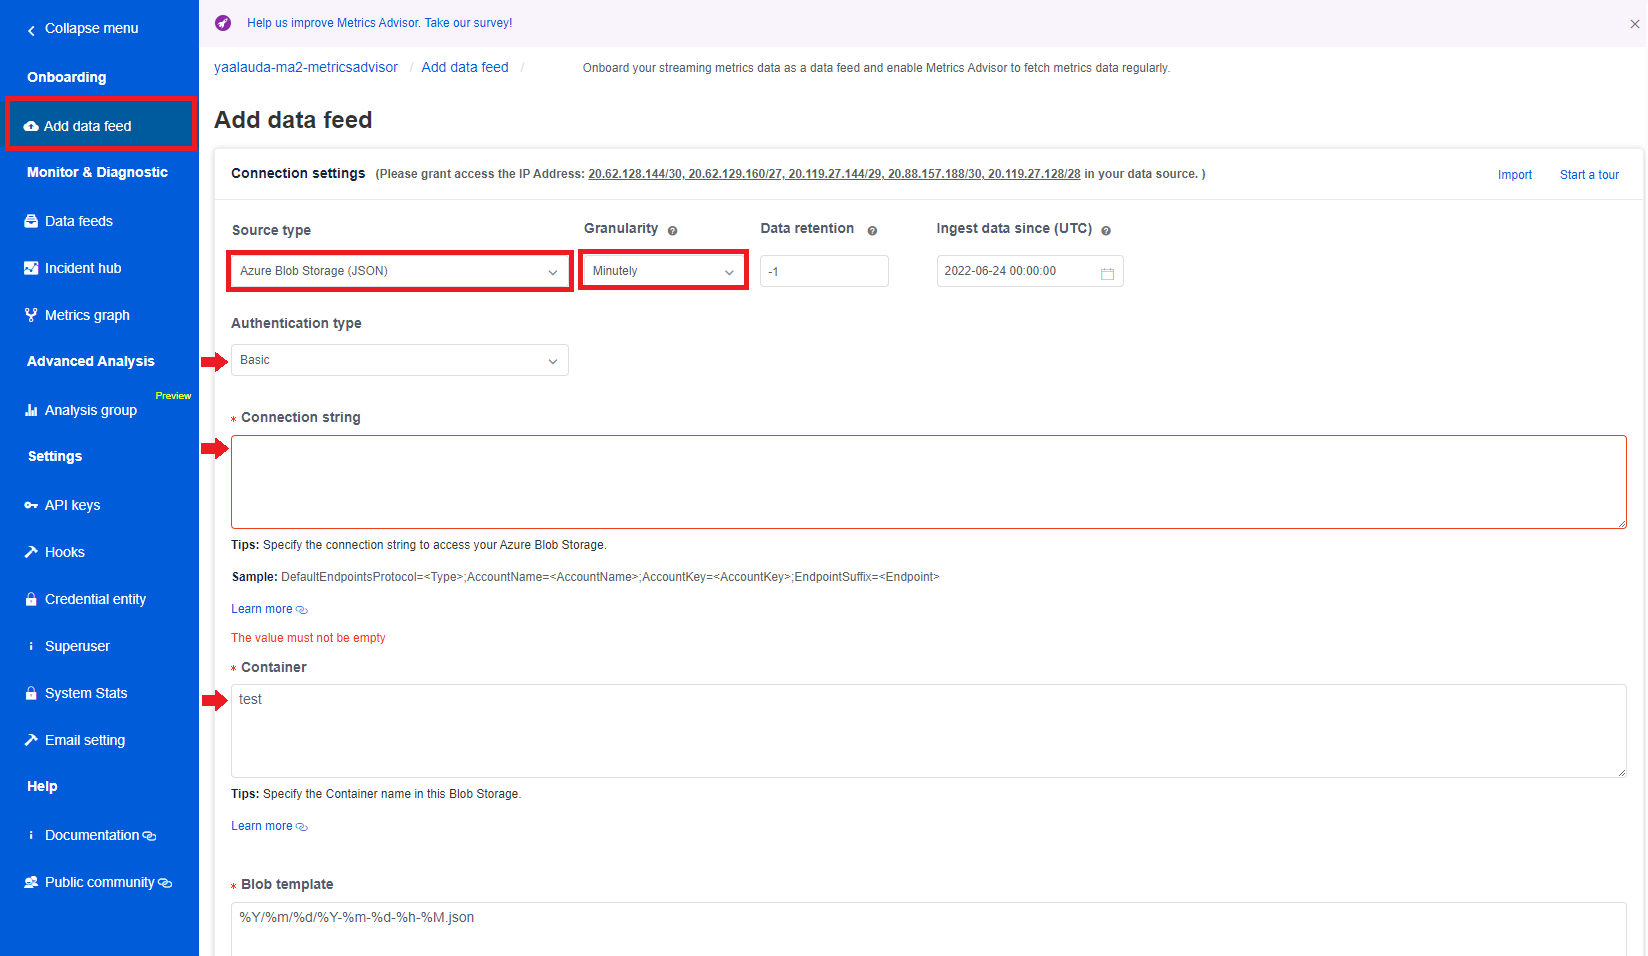 Collapse menu
Onboarding
Add data feed
Monitor & Diagnostic
Data feeds
Incident hub
Metrics graph
Advanced Analysis
Preview
Analysis group
Settings
API keys
Hooks
Credential entity
Superuser
System Stats
Email setting
Help
Documentation
Public community
Help us improve Metrics Advisor. Take our survey!
yaalauda-ma2-metricsadvisor / Add data feed / Onboard your streaming metrics data as a data feed and enable Metrics Advisor to fetch metrics data regularly.
Add data feed
Connection settings (Please grant access the IP Address: 20.62.128.144/30, 20.62.129.160/27, 20.119.27.144/29, 20.88.157.188/30, 20.119.27.128/28 in your data source. ) Import Start a tour
Source type Granularity Data retention Ingest data since (UTC)
Azure Blob Storage (JSON) Minutely -1 2022-06-24 00:00:00
Authentication type
Basic
* Connection string
Tips: Specify the connection string to access your Azure Blob Storage.
Sample: DefaultEndpointsProtocol=<Type>;AccountName=<AccountName>;AccountKey=<AccountKey>;EndpointSuffix=<Endpoint>
Learn more
The value must not be empty
* Container
test
Tips: Specify the Container name in this Blob Storage.
Learn more
* Blob template
%Y/%m/%d/%Y-%m-%d-%h-%M.json